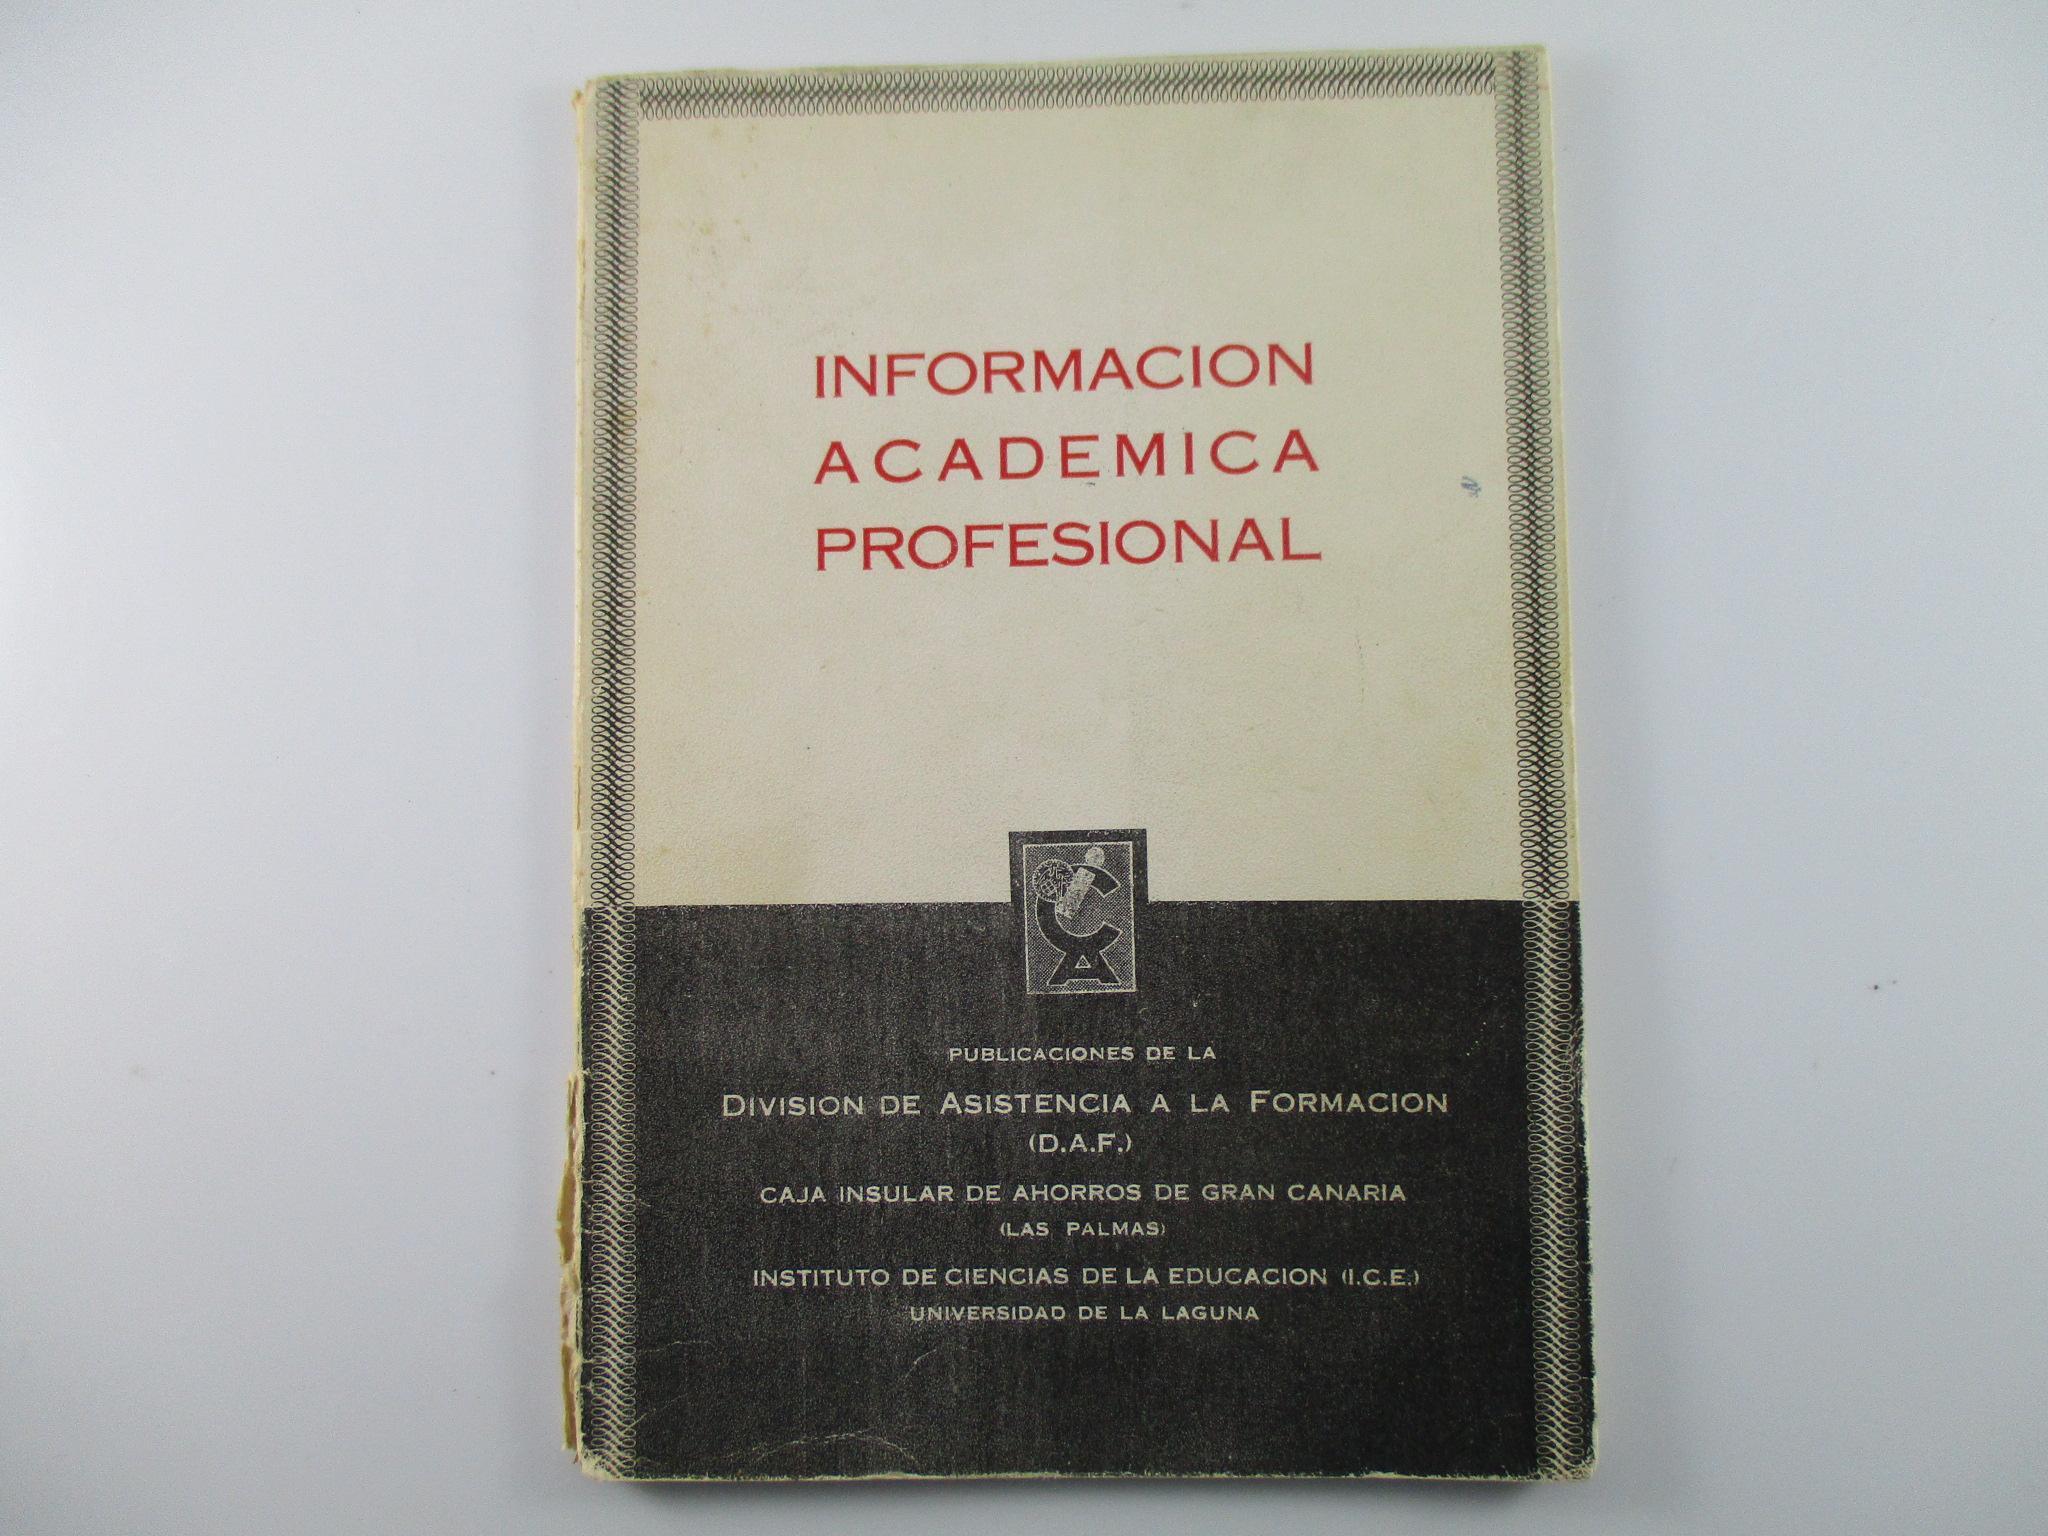 INFORMACION
ACADEMICA
PROFESIONAL
PUBLICACIONES DE LA
DIVISION DE ASISTENCIA A LA FORMACION
(D.A.F.)
CAJA INSULAR DE AHORROS DE GRAN CANARIA
(LAS PALMAS)
INSTITUTO DE CIENCIAS DE LA EDUCACION (I.C.E.)
UNIVERSIDAD DE LA LAGUNA